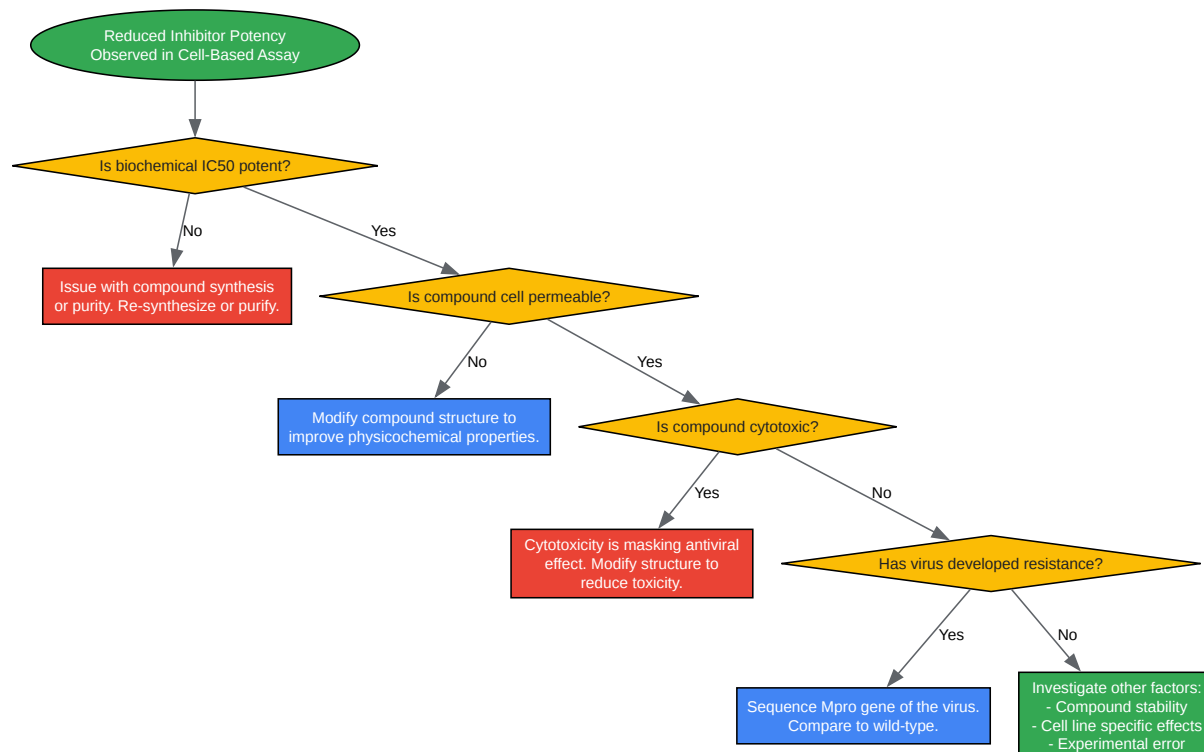 Reduced Inhibitor Potency
Observed in Cell-Based Assay
Is biochemical IC50 potent?
No
Yes
Issue with compound synthesis
or purity. Re-synthesize or purify.
Is compound cell permeable?
No
Yes
Modify compound structure to
improve physicochemical properties.
Is compound cytotoxic?
Yes
No
Cytotoxicity is masking antiviral
effect. Modify structure to
reduce toxicity.
Has virus developed resistance?
Yes
No
Sequence Mpro gene of the virus.
Compare to wild-type.
Investigate other factors:
- Compound stability
- Cell line specific effects
- Experimental error